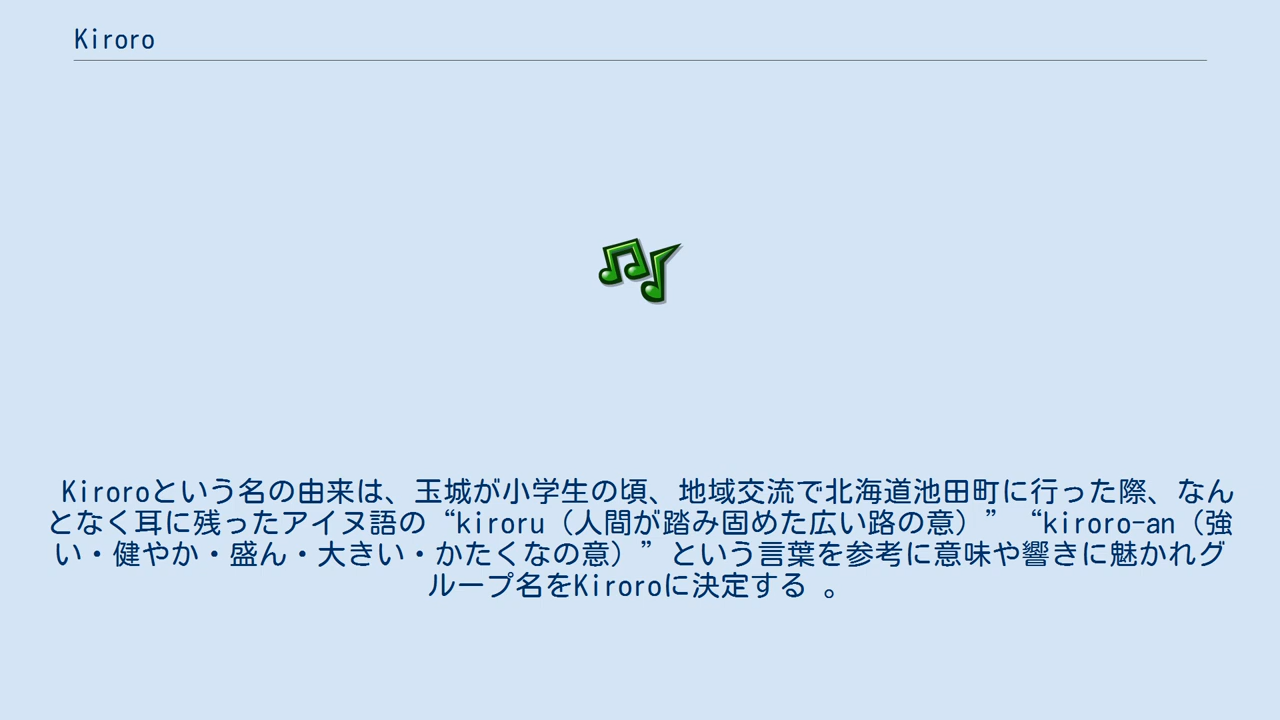 Kiroro
Kiroroという名の由来は、玉城が小学生の頃、地域交流で北海道池田町に行った際、なん
となく耳に残ったアイヌ語の“kiroru（人間が踏み固めた広い路の意）”“kiroro-an（強
い・健やか・盛ん・大きい・かたくなの意）”という言葉を参考に意味や響きに魅かれグ
ループ名をKiroroに決定する 。